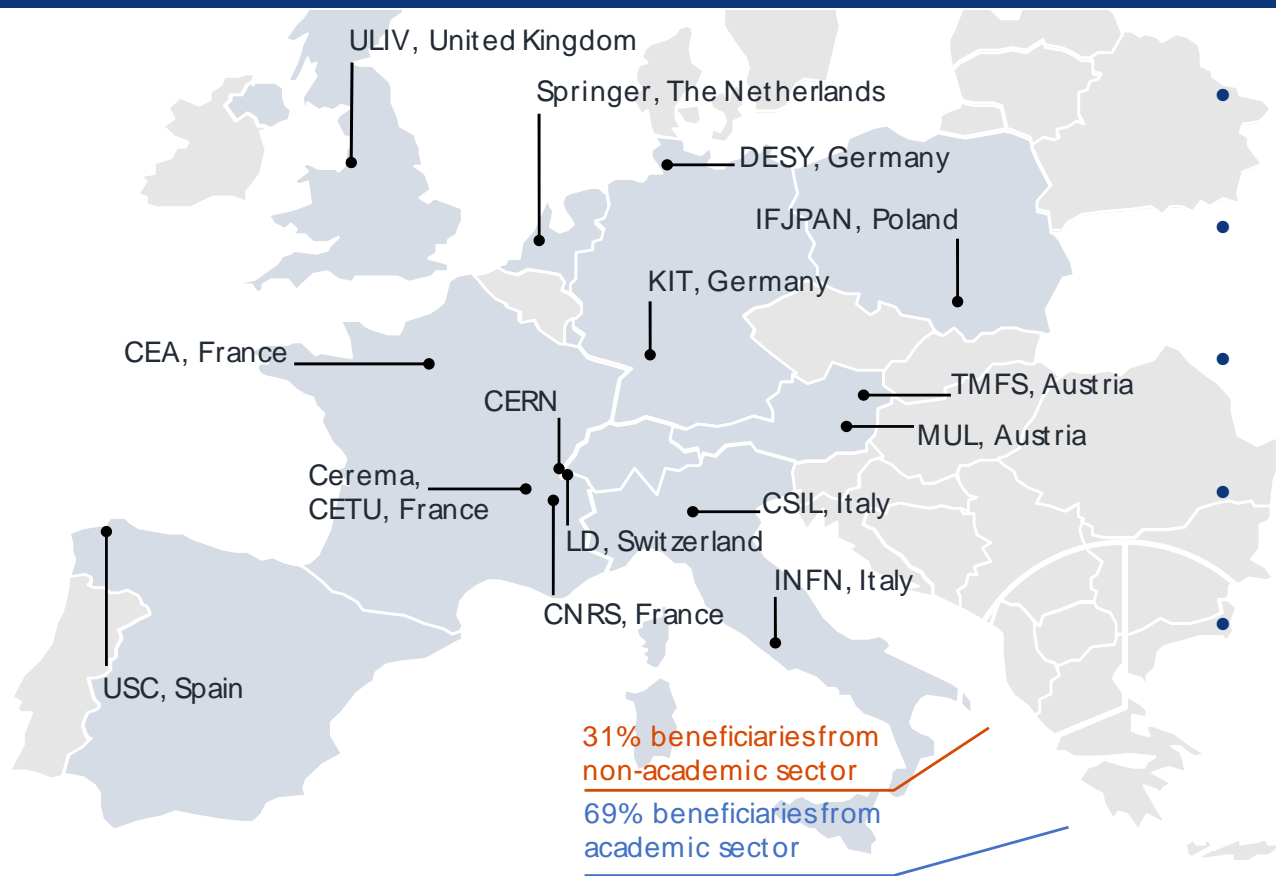 ULIV, United Kingdom
Springer, The Netherlands
DESY, Germany
IFJPAN, Poland
KIT, Germany
CEA, France
TMFS, Austria
CERN
MUL, Austria
Cerema,
CETU, France
CSIL, Italy
LD, Switzerland
INFN, Italy
CNRS, France
USC, Spain
31% beneficiaries from
non-academic sector
69% beneficiaries from
academic sector